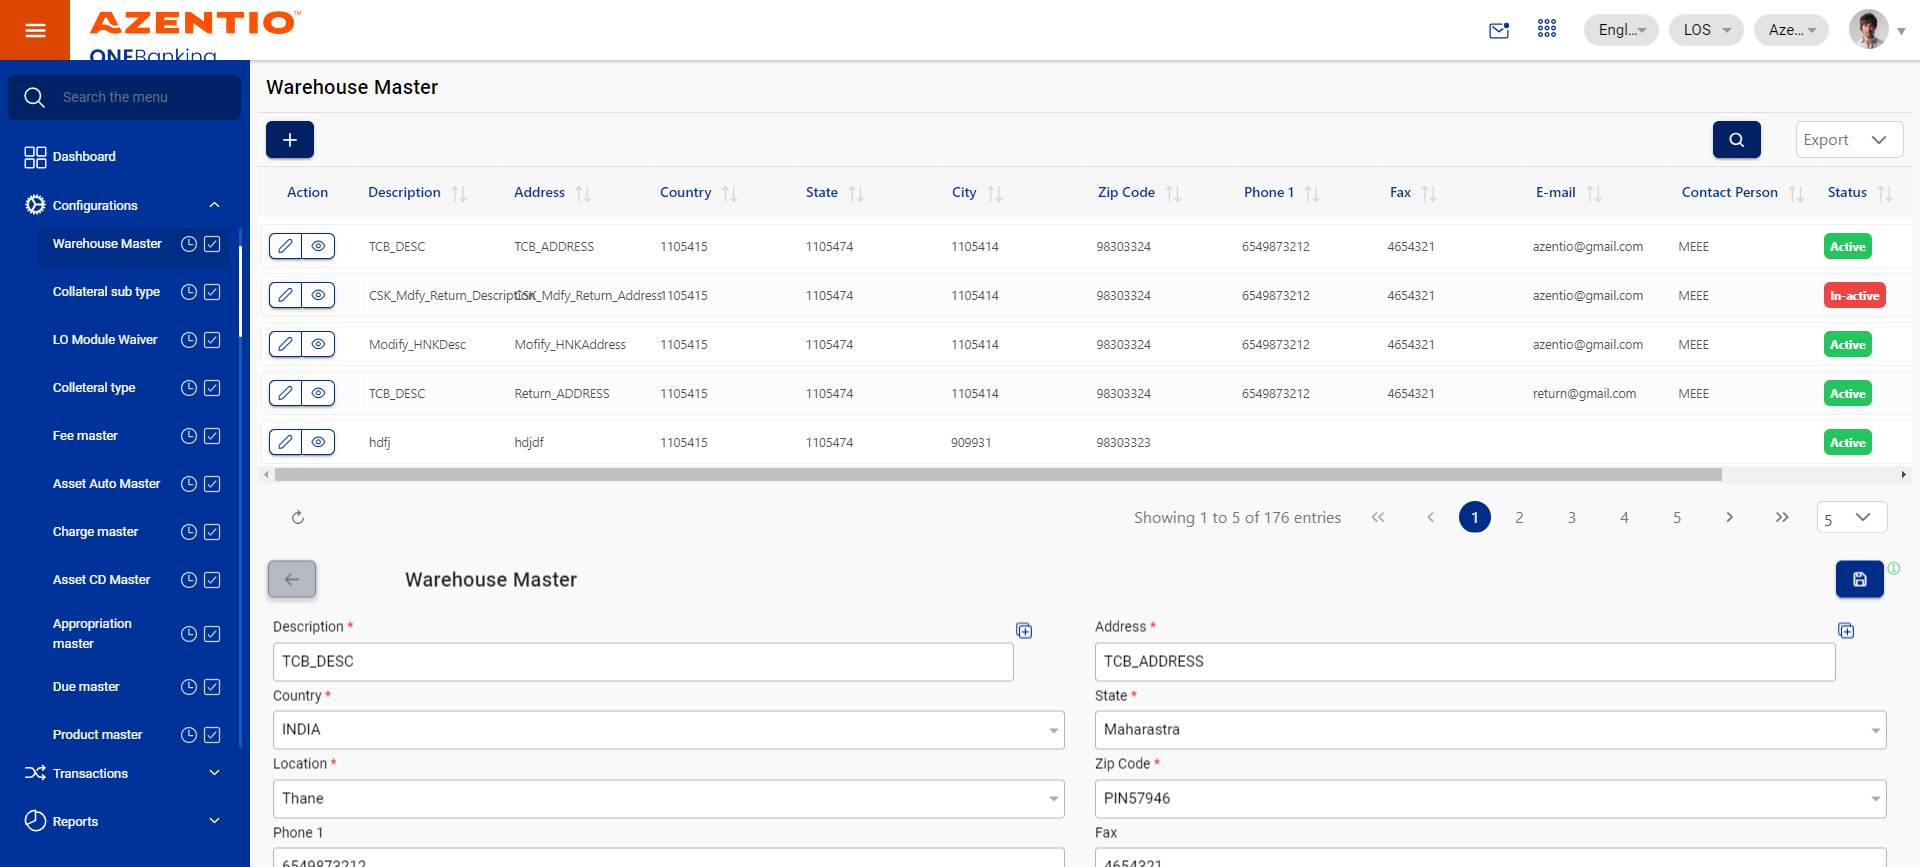 AZENTIO™
ONEBanking
Engl...
LOS
Aze...
Search the menu
Dashboard
Configurations
Warehouse Master
Collateral sub type
LO Module Waiver
Colleteral type
Fee master
Asset Auto Master
Charge master
Asset CD Master
Appropriation
master
Due master
Product master
Transactions
Reports
Warehouse Master
Export
Action Description Address Country State City Zip Code Phone 1 Fax E-mail Contact Person Status
TCB_DESC TCB_ADDRESS 1105415 1105474 1105414 98303324 6549873212 4654321 azentio@gmail.com MEEE Active
CSK_Mdfy_Return_Description CSK_Mdfy_Return_Address 1105415 1105474 1105414 98303324 6549873212 4654321 azentio@gmail.com MEEE In-active
Modify_HNKDesc Mofify_HNKAddress 1105415 1105474 1105414 98303324 6549873212 4654321 azentio@gmail.com MEEE Active
TCB_DESC Return_ADDRESS 1105415 1105474 1105414 98303324 6549873212 4654321 return@gmail.com MEEE Active
hdfj hdjdf 1105415 1105474 909931 98303323 Active
Showing 1 to 5 of 176 entries 1 2 3 4 5 5
Warehouse Master
Description * Address *
TCB_DESC TCB_ADDRESS
Country * State *
INDIA Maharastra
Location * Zip Code *
Thane PIN57946
Phone 1 Fax
6549873212 4654321